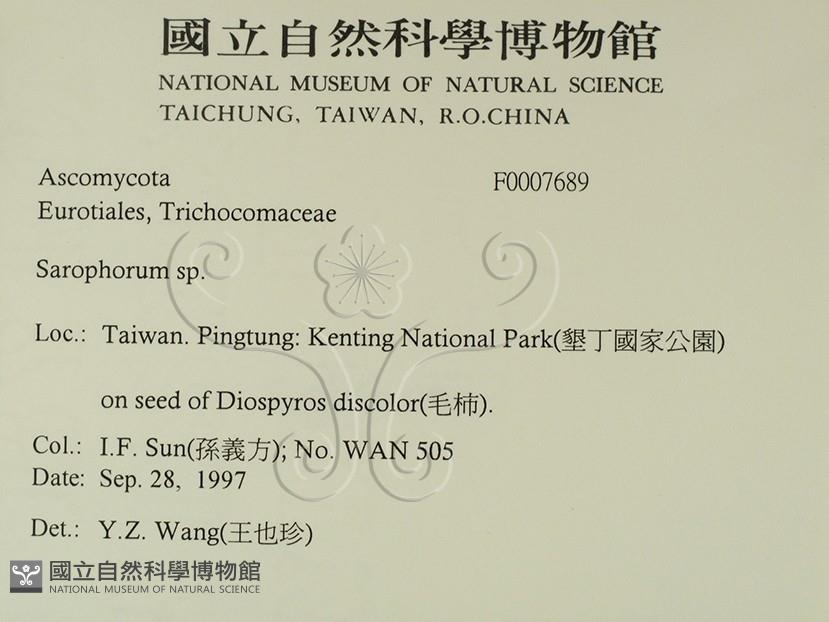 國立自然科學博物館
NATIONAL MUSEUM OF NATURAL SCIENCE
TAICHUNG, TAIWAN, R.O.CHINA
Ascomycota F0007689
Eurotiales, Trichocomaceae
Sarophorum sp.
Loc.: Taiwan. Pingtung: Kenting National Park(墾丁國家公園)
on seed of Diospyros discolor(毛柿).
Col.: I.F. Sun(孫義方); No. WAN 505
Date: Sep. 28, 1997
Det.: Y.Z. Wang(王也珍)
國立自然科學博物館
NATIONAL MUSEUM OF NATURAL SCIENCE